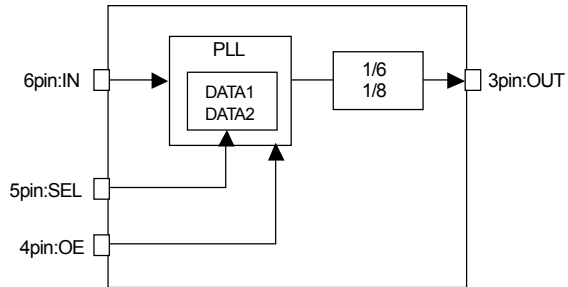 PLL
6pin:IN
DATA1
DATA2
1/6
1/8
3pin:OUT
5pin:SEL
4pin:OE